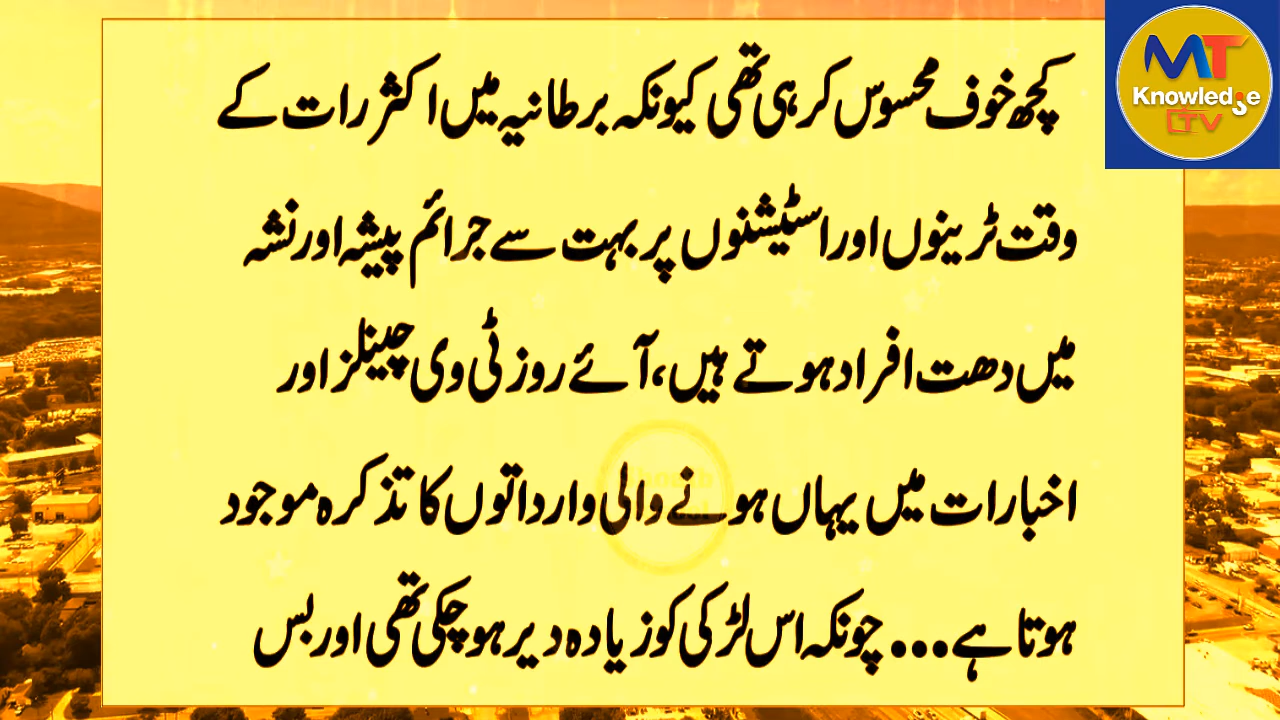 کچھ خوف محسوس کر رہی تھی کیونکہ برطانیہ میں اکثر رات کے
وقت ٹرینوں اور اسٹیشنوں پر بہت سے جرائم پیشہ اور نشہ
میں دھت افراد ہوتے ہیں، آئے روز ٹی وی چینلز اور
اخبارات میں یہاں ہونے والی وارداتوں کا تذکرہ موجود
ہوتا ہے... چونکہ اس لڑکی کو زیادہ دیر ہو چکی تھی اور بس
MT
Knowledge
TV